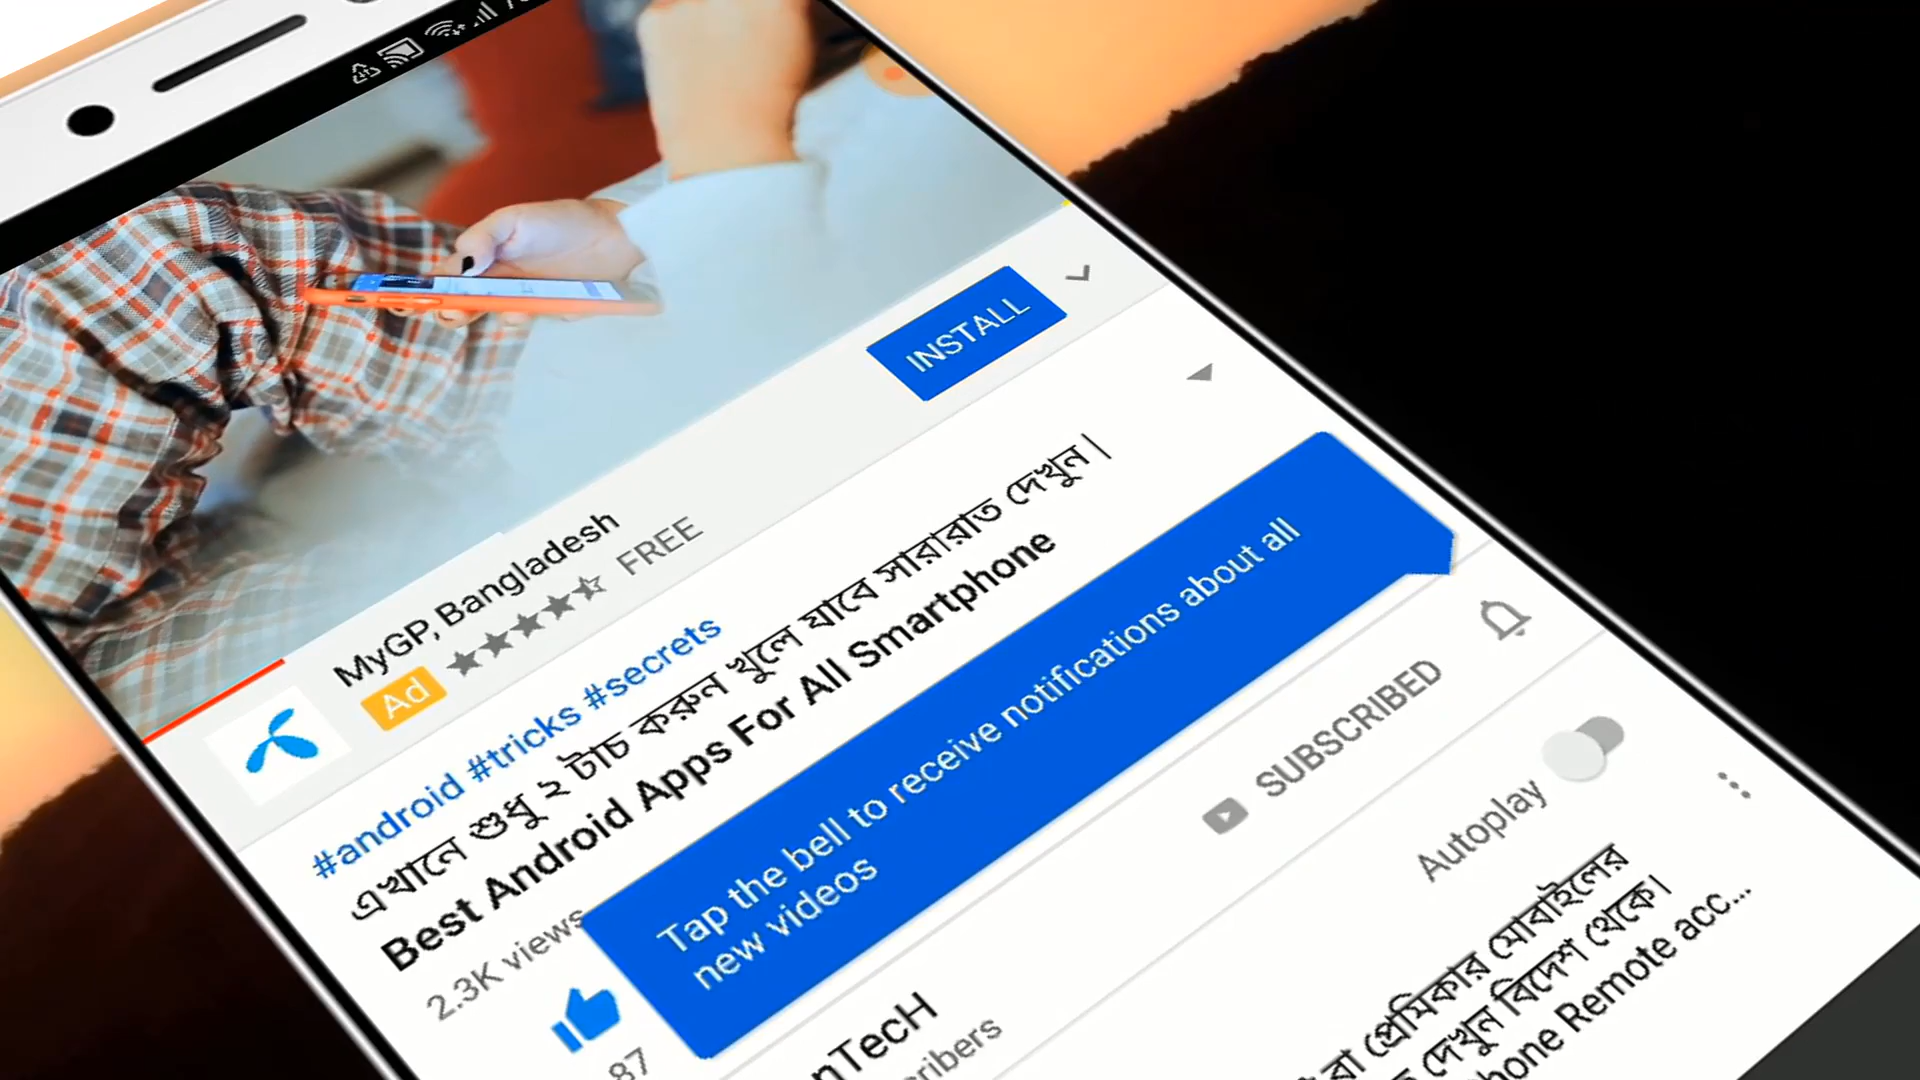 INSTALL
MyGP, Bangladesh
Ad
FREE
#android #tricks #secrets
এখানে শুধু ২ টাচ করুন খুলে যাবে সারারাত দেখুন |
Best Android Apps For All Smartphone
2.3K views
Tap the bell to receive notifications about all
new videos
87
SUBSCRIBED
Autoplay
প্রেমিকার মোবাইলের
দেখুন বিদেশ থেকে।
Remote acc...